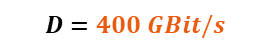 D = 400 GBit/s